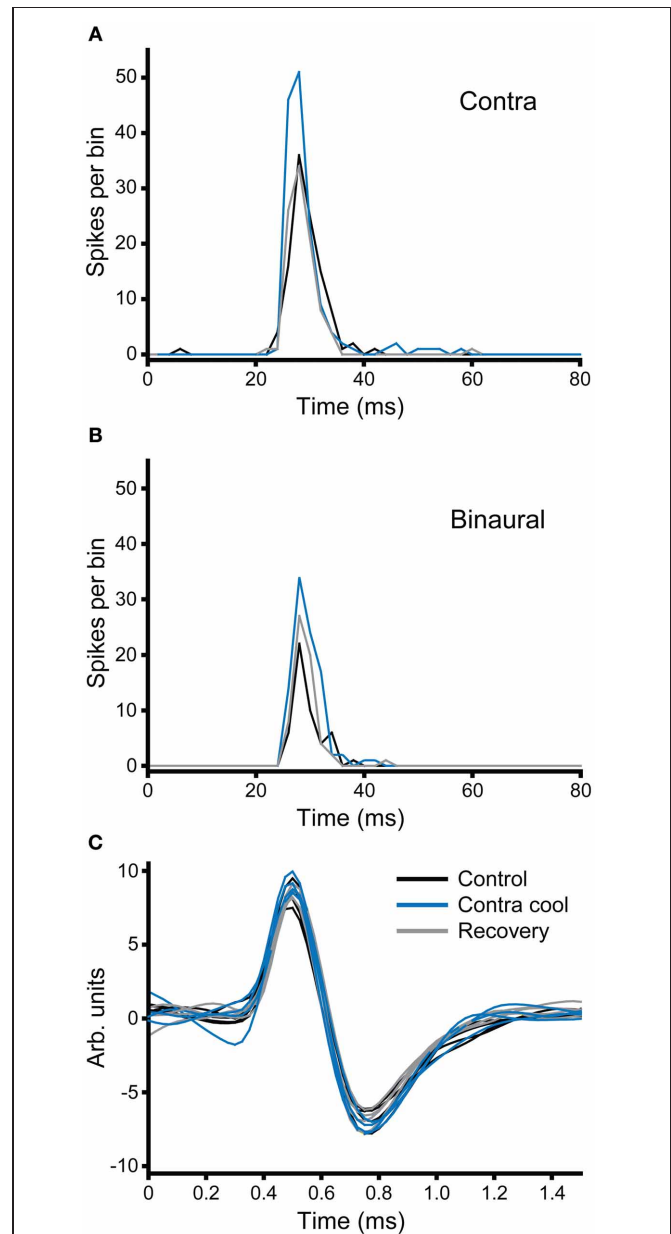 A
Contra
Spikes per bin
50
40
30
20
10
0
0 20 40 60 80
Time (ms)
B
Binaural
Spikes per bin
50
40
30
20
10
0
0 20 40 60 80
Time (ms)
C
Control
Contra cool
Recovery
Arb. units
10
5
0
-5
-10
0 0.2 0.4 0.6 0.8 1.0 1.2 1.4
Time (ms)